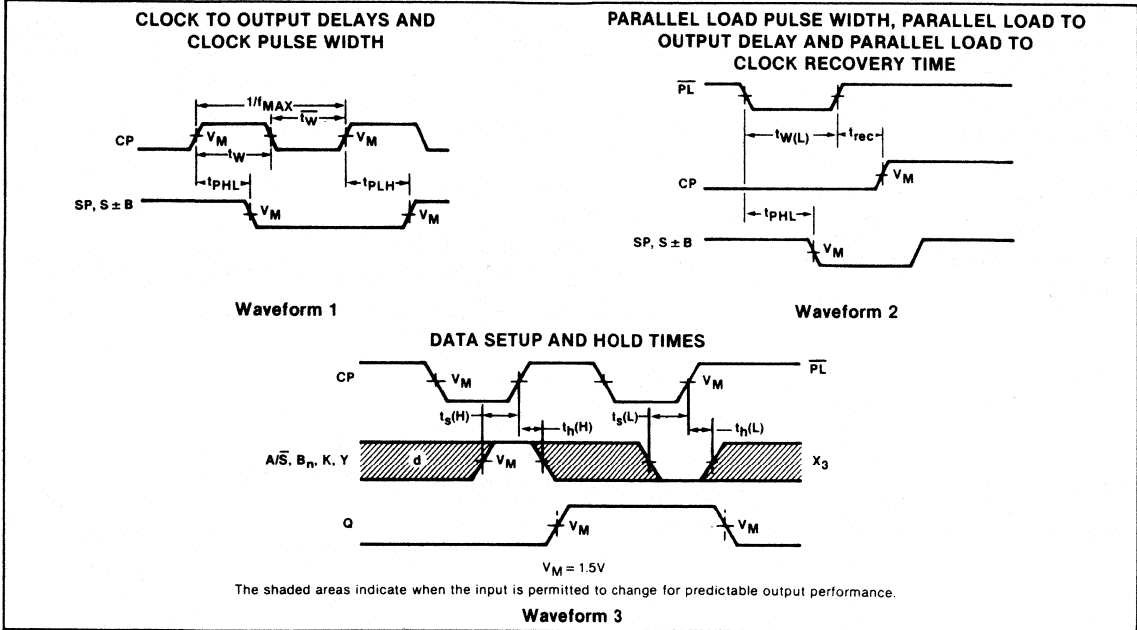 CLOCK TO OUTPUT DELAYS AND
CLOCK PULSE WIDTH
1/fMAX
tW
CP
VM
tW
tPHL
tPLH
SP, S ± B
VM
VM
Waveform 1
PARALLEL LOAD PULSE WIDTH, PARALLEL LOAD TO
OUTPUT DELAY AND PARALLEL LOAD TO
CLOCK RECOVERY TIME
PL
tW(L)
trec
CP
VM
tPHL
SP, S ± B
VM
Waveform 2
DATA SETUP AND HOLD TIMES
CP
VM
VM
PL
ts(H)
th(H)
ts(L)
th(L)
A/S, Bn, K, Y
d
VM
X3
Q
VM
VM
VM = 1.5V
The shaded areas indicate when the input is permitted to change for predictable output performance.
Waveform 3